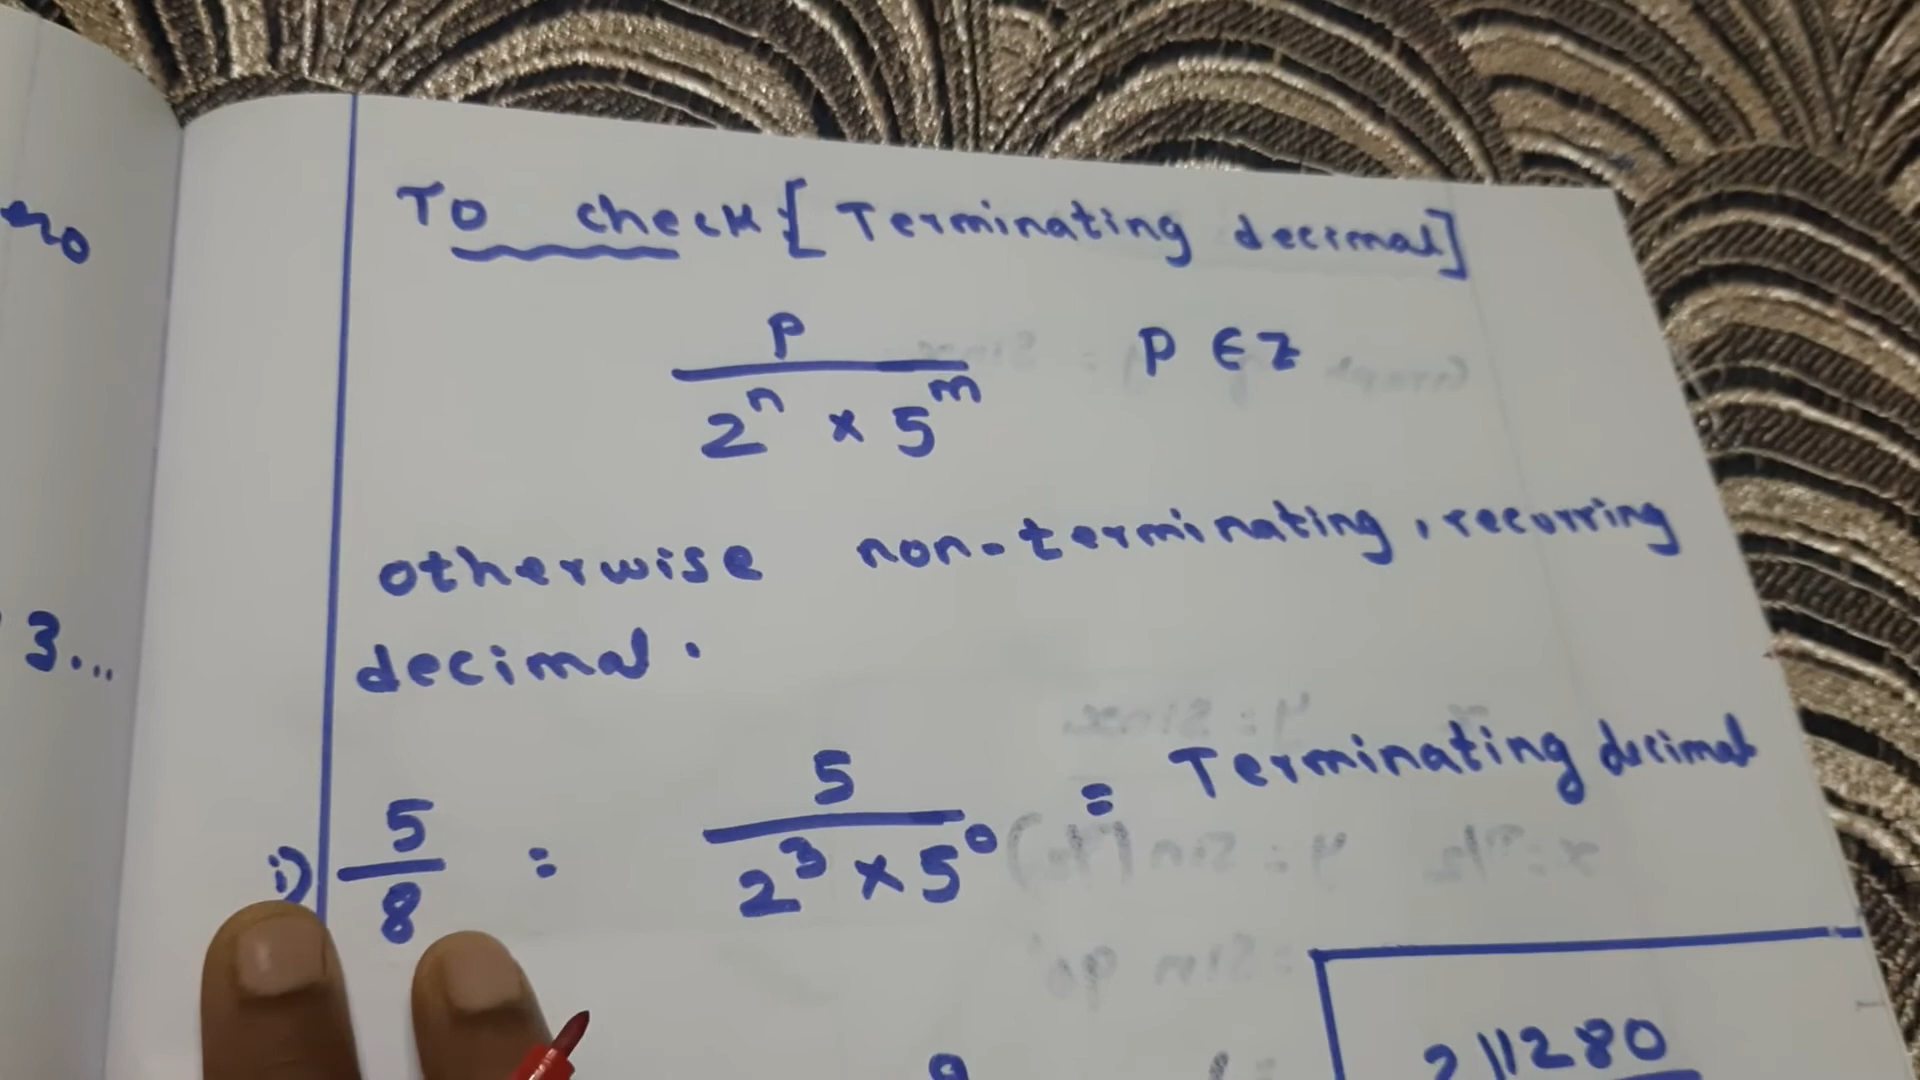 3...
To check [Terminating decimal]
P / 2^n × 5^m P ∈ Z
otherwise non-terminating, recurring
decimal.
i) 5/8 = 5 / 2^3 × 5^0 = Terminating decimal
2 | 1280